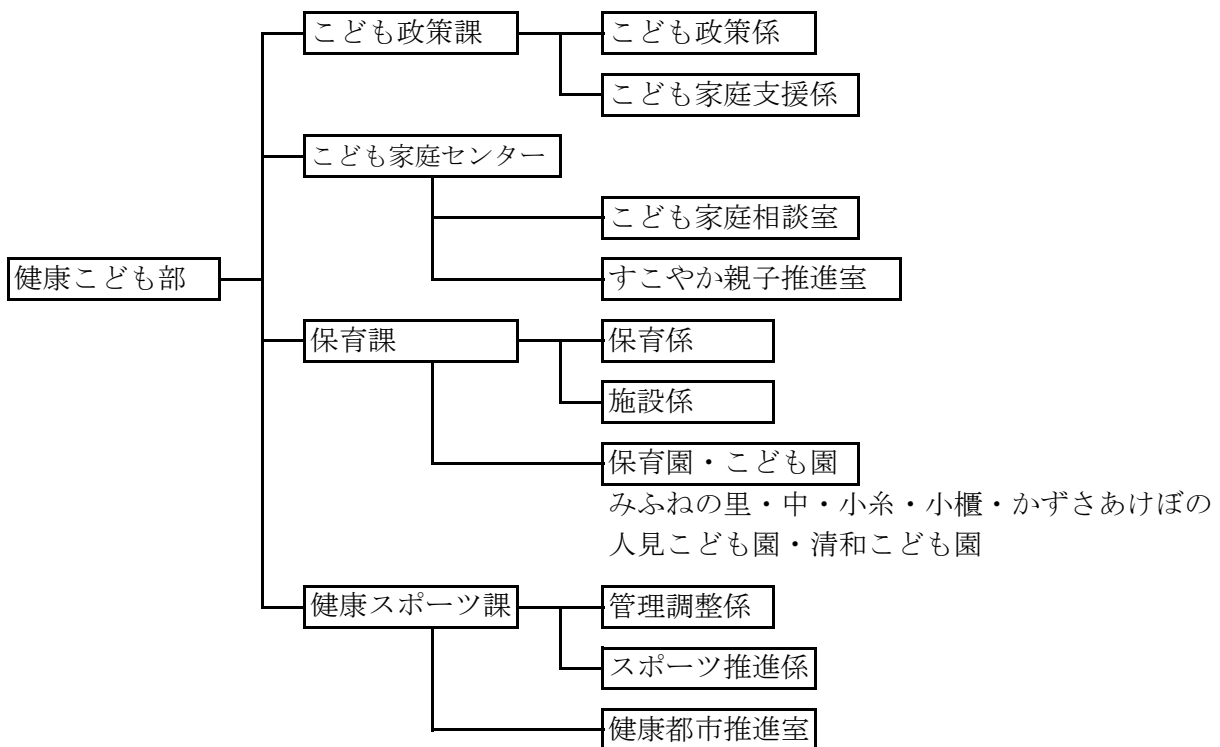 こども政策課
こども政策係
こども家庭支援係
こども家庭センター
こども家庭相談室
すこやか親子推進室
健康こども部
保育課
保育係
施設係
保育園・こども園
みふねの里・中・小糸・小櫃・かずさあけぼの
人見こども園・清和こども園
健康スポーツ課
管理調整係
スポーツ推進係
健康都市推進室